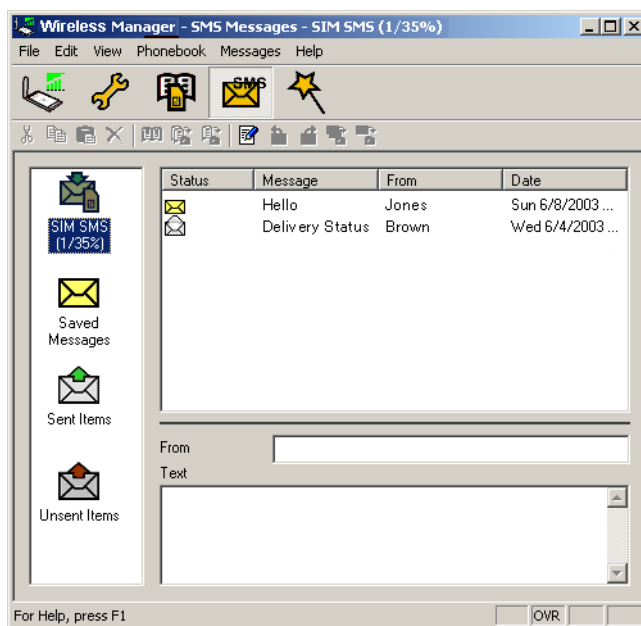 Wireless Manager - SMS Messages - SIM SMS (1/35%)
File Edit View Phonebook Messages Help
SMS
Status Message From Date
Hello Jones Sun 6/8/2003 ...
Delivery Status Brown Wed 6/4/2003 ...
SIM SMS
(1/35%)
Saved
Messages
Sent Items
Unsent Items
From
Text
For Help, press F1 OVR